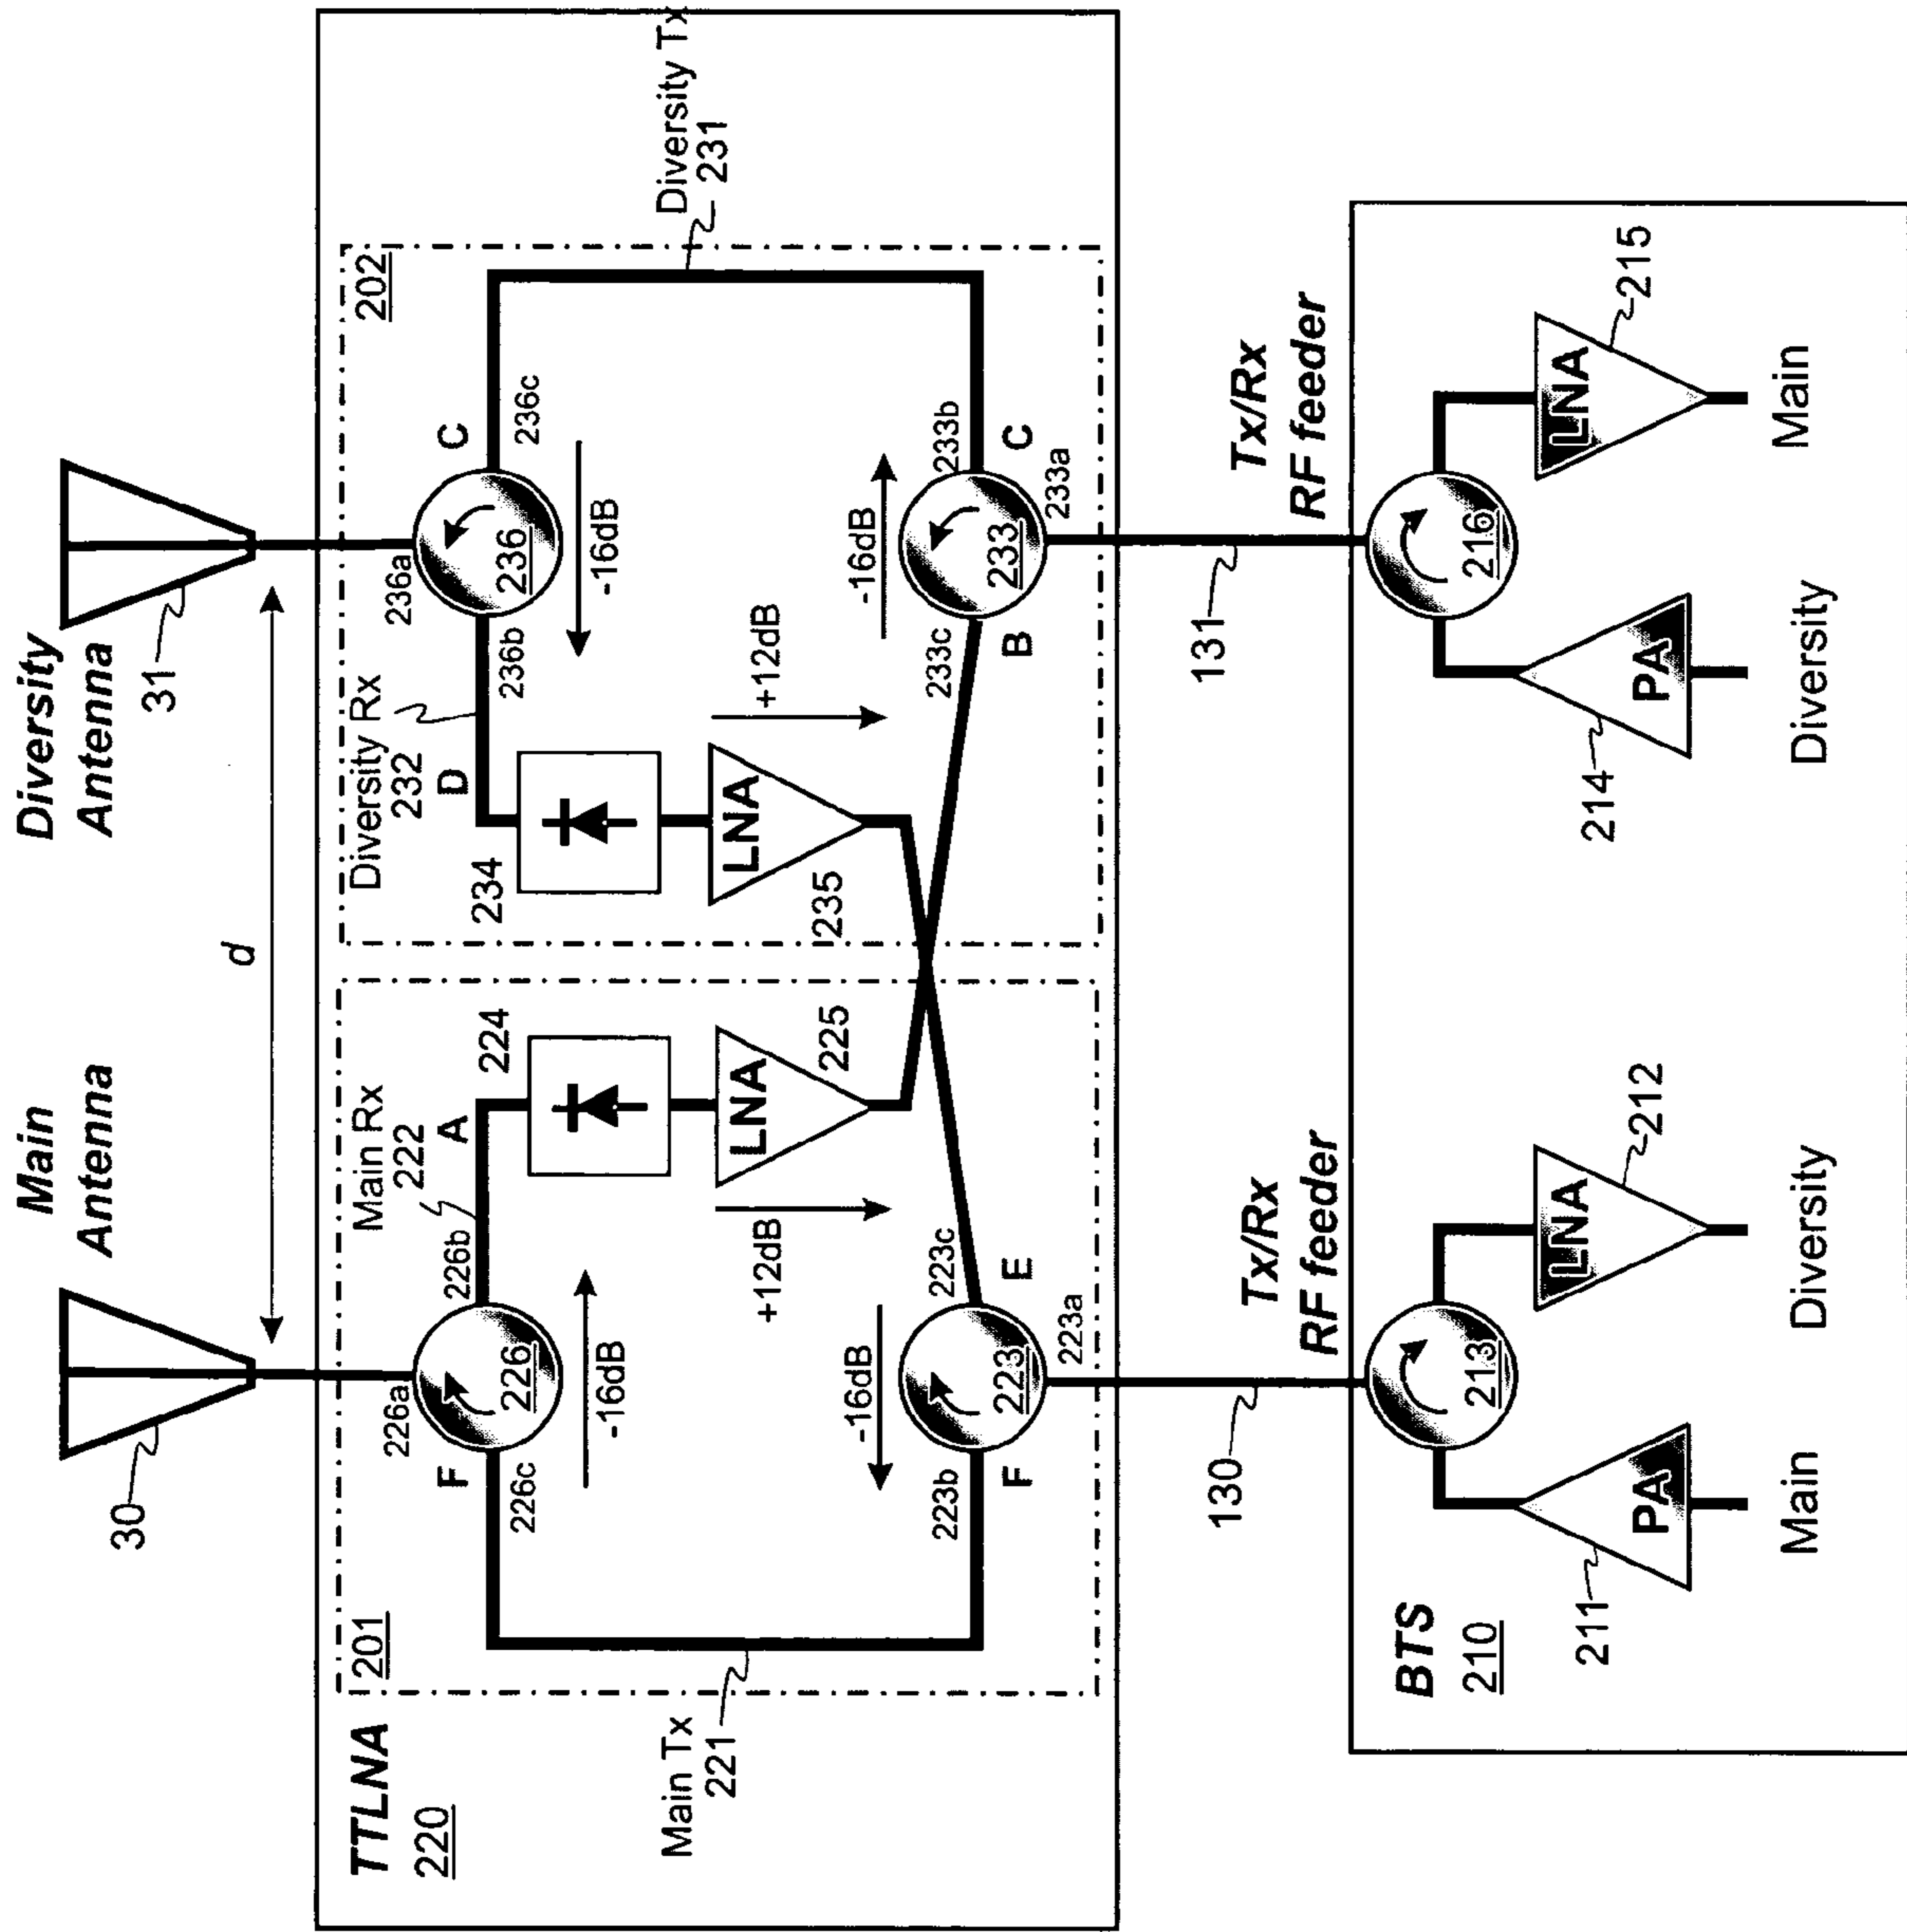 Main
Antenna
Diversity
Antenna
30
31
d
TTLNA
220
201
202
Main Tx
221
Main Rx
222
Diversity Rx
232
Diversity Tx
231
226a
226
226b
226c
F
A
224
LNA
225
-16dB
+12dB
236a
236
236b
236c
C
D
234
LNA
235
-16dB
+12dB
-16dB
223
223a
223b
223c
F
E
-16dB
233
233a
233b
233c
B
C
130
Tx/Rx
RF feeder
131
Tx/Rx
RF feeder
BTS
210
211
PA
213
LNA
212
Main
Diversity
214
PA
216
LNA
215
Diversity
Main